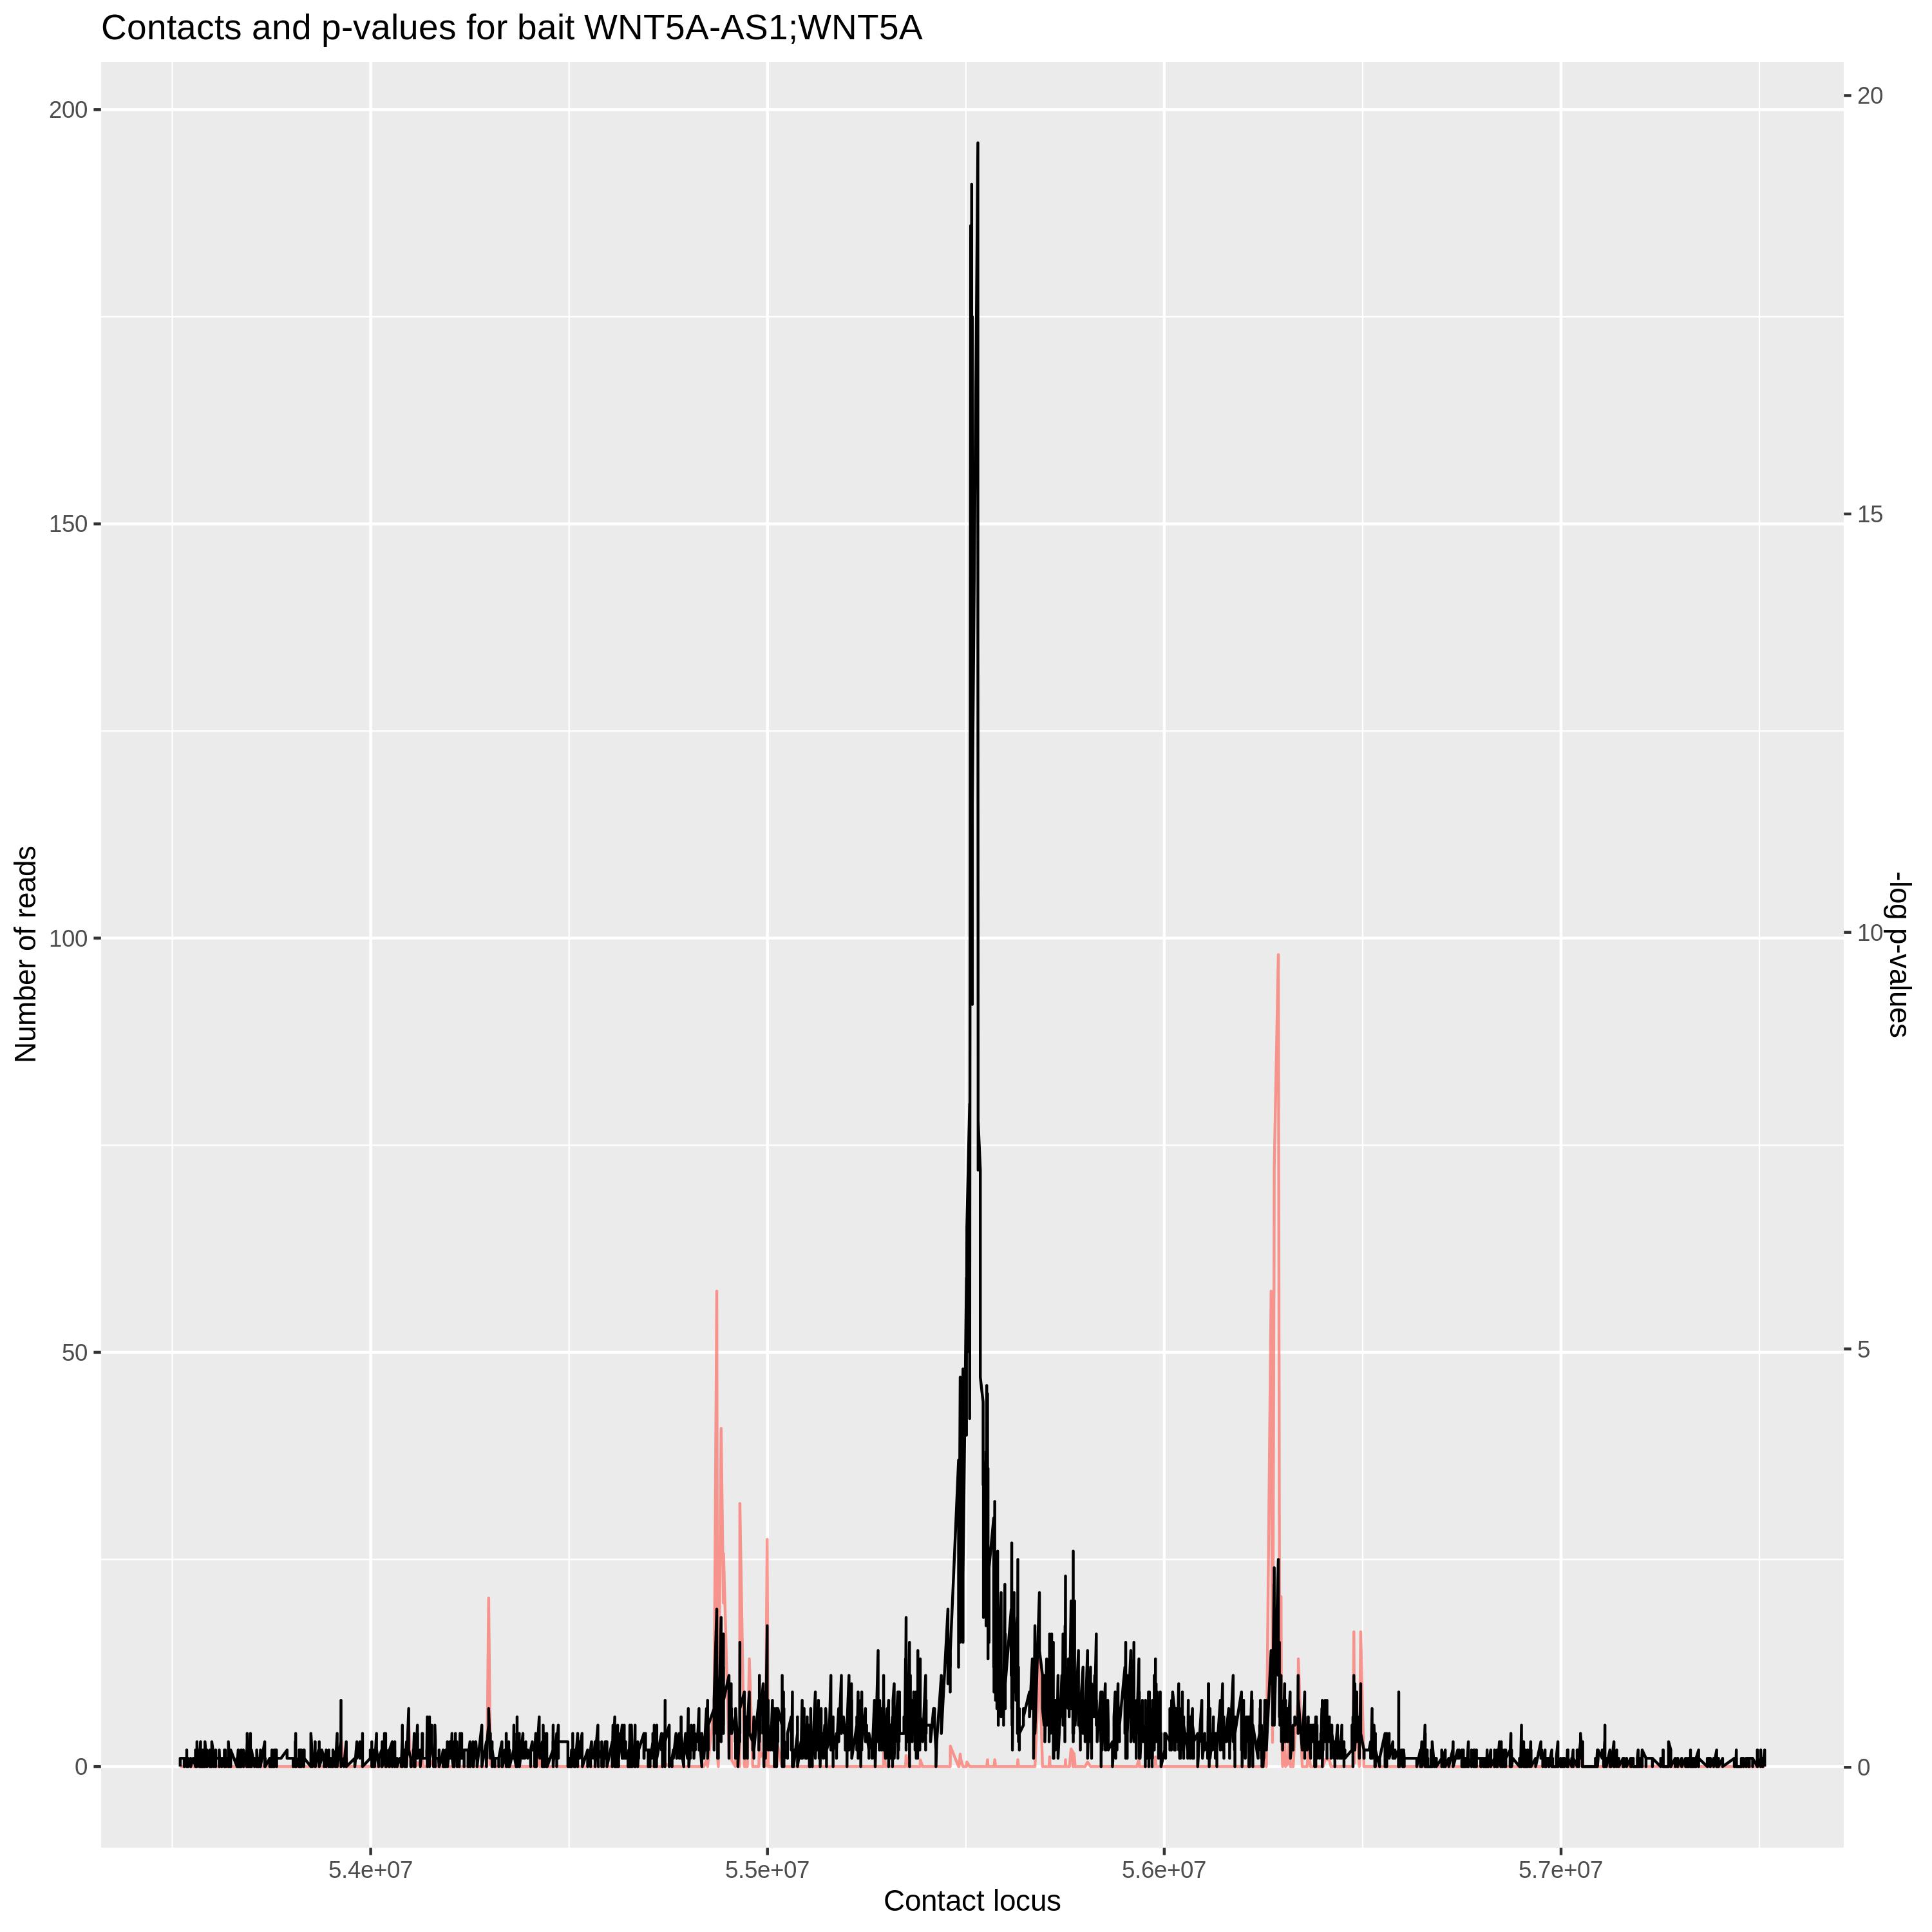 Contacts and p-values for bait WNT5A-AS1;WNT5A
Number of reads
200
150
100
50
0
20
15
10
5
0
-log p-values
5.4e+07
5.5e+07
5.6e+07
5.7e+07
Contact locus